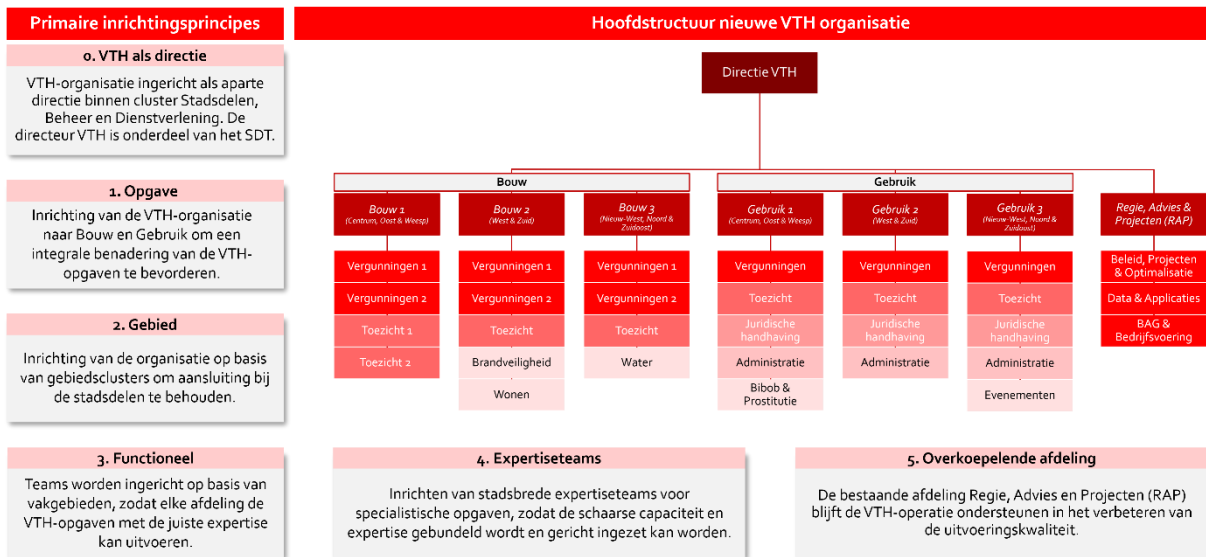 Primaire inrichtingsprincipes
0. VTH als directie
VTH-organisatie ingericht als aparte
directie binnen cluster Stadsdelen,
Beheer en Dienstverlening. De
directeur VTH is onderdeel van het SDT.
1. Opgave
Inrichting van de VTH-organisatie
naar Bouw en Gebruik om een
integrale benadering van de VTH-
opgaven te bevorderen.
2. Gebied
Inrichting van de organisatie op basis
van gebiedsclusters om aansluiting bij
de stadsdelen te behouden.
3. Functioneel
Teams worden ingericht op basis van
vakgebieden, zodat elke afdeling de
VTH-opgaven met de juiste expertise
kan uitvoeren.
Hoofdstructuur nieuwe VTH organisatie
Directie VTH
Bouw
Bouw 1
(Centrum, Oost & Weesp)
Vergunningen 1
Vergunningen 2
Toezicht 1
Toezicht 2
Bouw 2
(West & Zuid)
Vergunningen 1
Vergunningen 2
Toezicht
Brandveiligheid
Wonen
Bouw 3
(Nieuw-West, Noord &
Zuidoost)
Vergunningen 1
Vergunningen 2
Toezicht
Water
Gebruik
Gebruik 1
(Centrum, Oost & Weesp)
Vergunningen
Toezicht
Juridische
handhaving
Administratie
Bibob &
Prostitutie
Gebruik 2
(West & Zuid)
Vergunningen
Toezicht
Juridische
handhaving
Administratie
Gebruik 3
(Nieuw-West, Noord &
Zuidoost)
Vergunningen
Toezicht
Juridische
handhaving
Administratie
Evenementen
Regie, Advies &
Projecten (RAP)
Beleid, Projecten
& Optimalisatie
Data & Applicaties
BAG &
Bedrijfsvoering
4. Expertiseteams
Inrichten van stadsbrede expertiseteams voor
specialistische opgaven, zodat de schaarse capaciteit en
expertise gebundeld wordt en gericht ingezet kan worden.
5. Overkoepelende afdeling
De bestaande afdeling Regie, Advies en Projecten (RAP)
blijft de VTH-operatie ondersteunen in het verbeteren van
de uitvoeringskwaliteit.